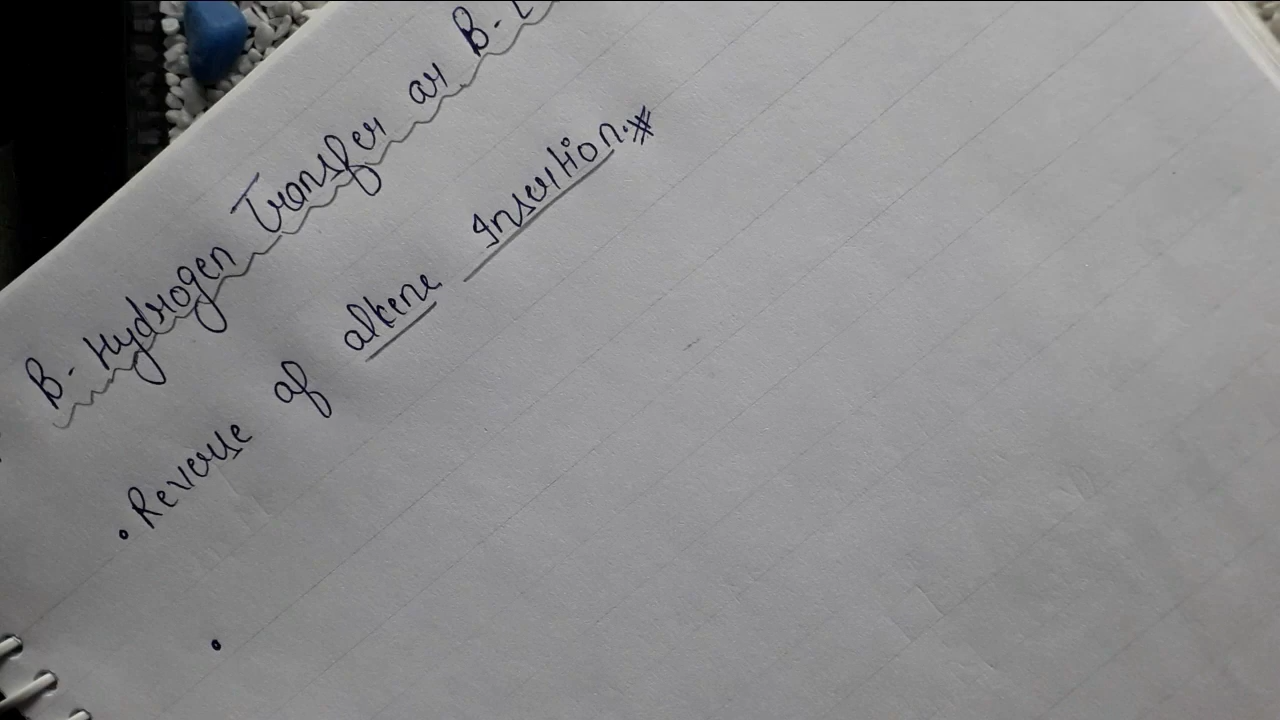 B- Hydrogen Transfer or B-
• Reverse of alkene Insertion.#
•